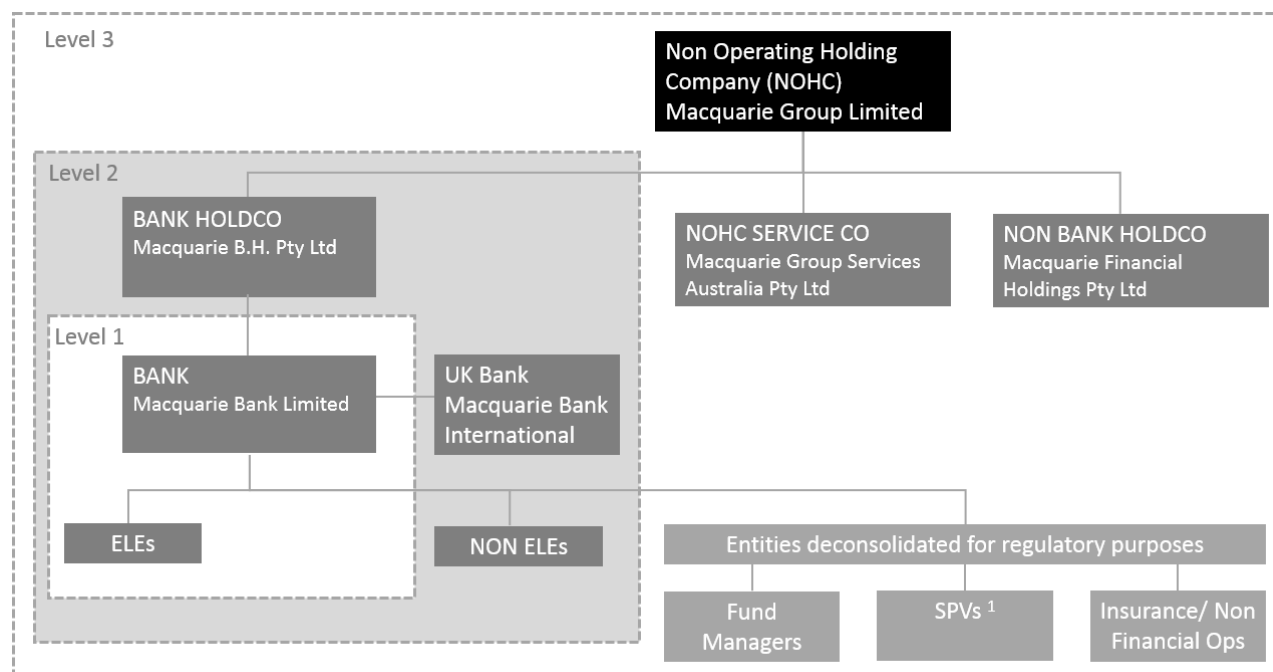 Level 3
Non Operating Holding
Company (NOHC)
Macquarie Group Limited
Level 2
BANK HOLDCO
Macquarie B.H. Pty Ltd
NOHC SERVICE CO
Macquarie Group Services
Australia Pty Ltd
NON BANK HOLDCO
Macquarie Financial
Holdings Pty Ltd
Level 1
BANK
Macquarie Bank Limited
UK Bank
Macquarie Bank
International
ELEs
NON ELEs
Entities deconsolidated for regulatory purposes
Fund
Managers
SPVs 1
Insurance/ Non
Financial Ops